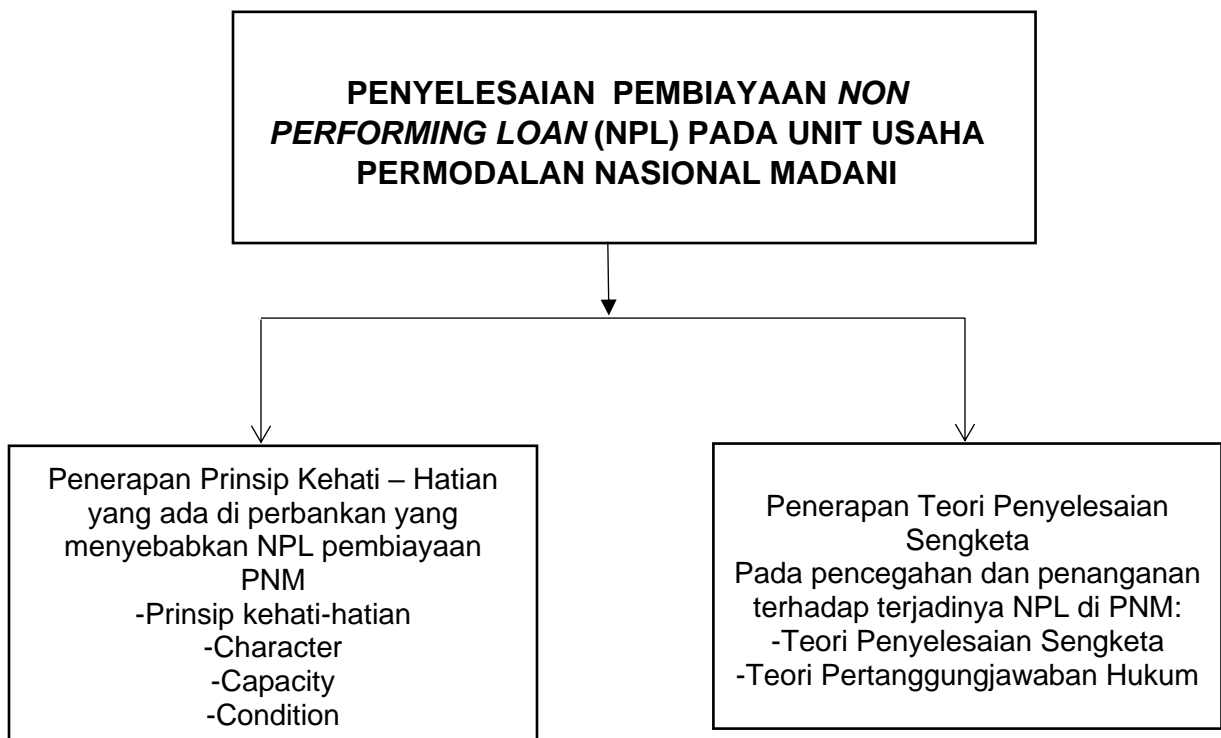 PENYELESAIAN PEMBIAYAAN NON
PERFORMING LOAN (NPL) PADA UNIT USAHA
PERMODALAN NASIONAL MADANI
Penerapan Prinsip Kehati – Hatian
yang ada di perbankan yang
menyebabkan NPL pembiayaan
PNM
-Prinsip kehati-hatian
-Character
-Capacity
-Condition
Penerapan Teori Penyelesaian
Sengketa
Pada pencegahan dan penanganan
terhadap terjadinya NPL di PNM:
-Teori Penyelesaian Sengketa
-Teori Pertanggungjawaban Hukum